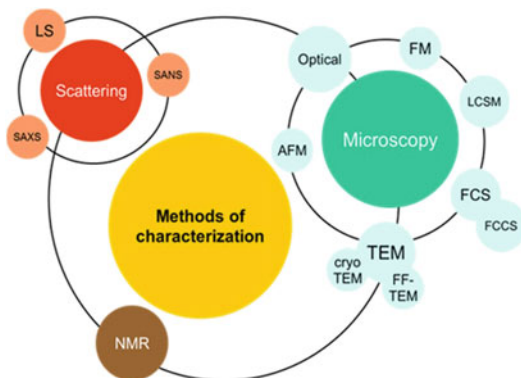 LS
Scattering
SANS
SAXS
Optical
FM
LCSM
Microscopy
AFM
FCS
FCCS
TEM
cryo
TEM
FF-
TEM
Methods of
characterization
NMR